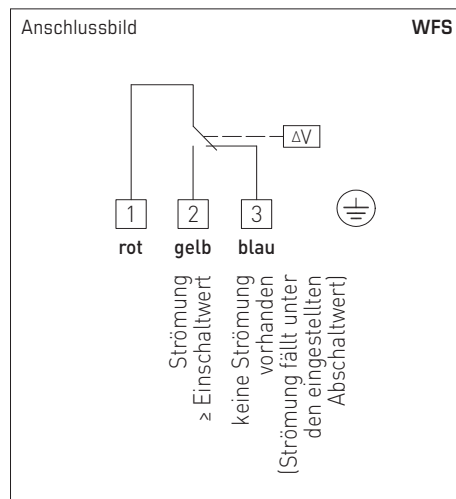 Anschlussbild
WFS
ΔV
1
2
3
rot
gelb
blau
Strömung
≥ Einschaltwert
keine Strömung
vorhanden
(Strömung fällt unter
den eingestellten
Abschaltwert)